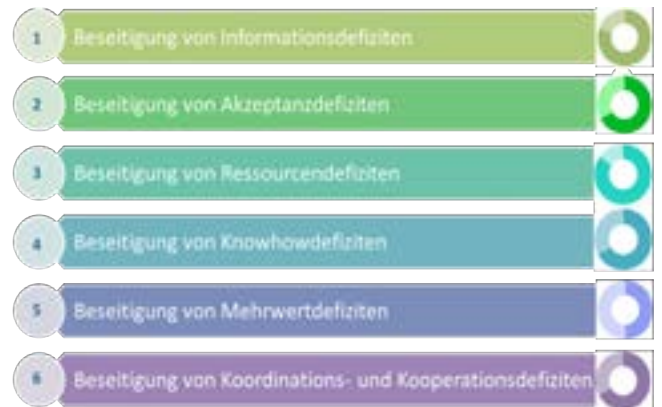 1 Beseitigung von Informationsdefiziten
2 Beseitigung von Akzeptanzdefiziten
3 Beseitigung von Ressourcendefiziten
4 Beseitigung von Knowhowdefiziten
5 Beseitigung von Mehrwertdefiziten
6 Beseitigung von Koordinations- und Kooperationsdefiziten